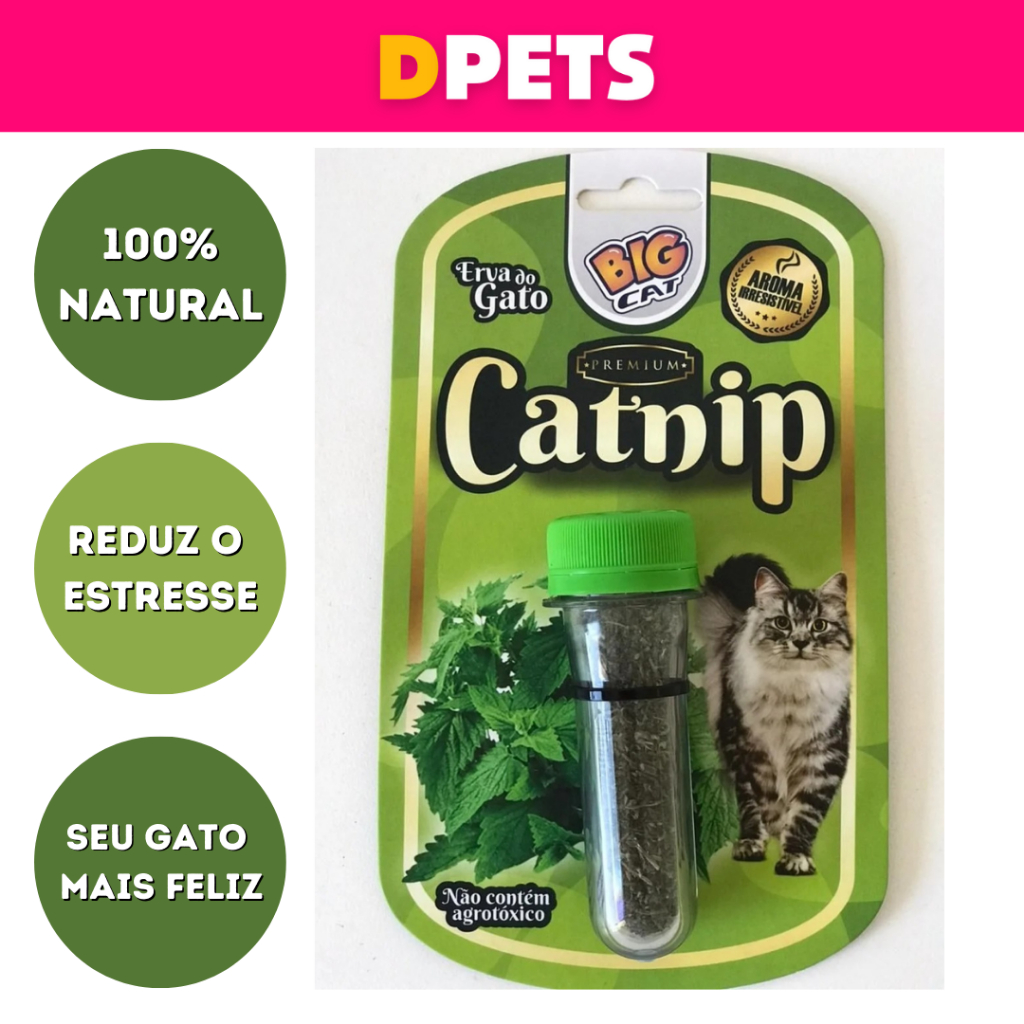 DPETS
100%
NATURAL
REDUZ O
ESTRESSE
SEU GATO
MAIS FELIZ
BIG
CAT
Erva do
Gato
AROMA
IRRESISTÍVEL
PREMIUM
Catnip
Não contém
agrotóxico